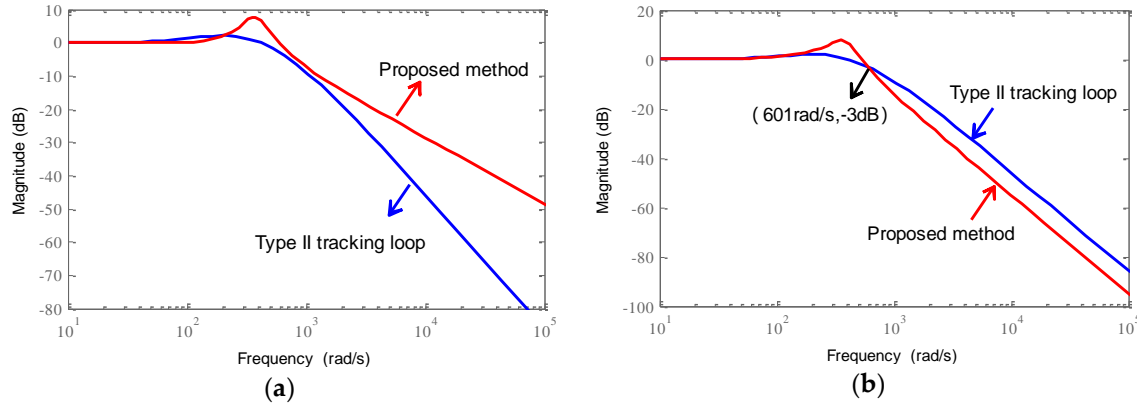 10
0
-10
-20
-30
-40
-50
-60
-70
-80
Magnitude (dB)
Proposed method
Type II tracking loop
10^1
10^2
10^3
10^4
10^5
Frequency (rad/s)
(a)
20
0
-20
-40
-60
-80
-100
Magnitude (dB)
Type II tracking loop
(601rad/s,-3dB)
Proposed method
10^1
10^2
10^3
10^4
10^5
Frequency (rad/s)
(b)